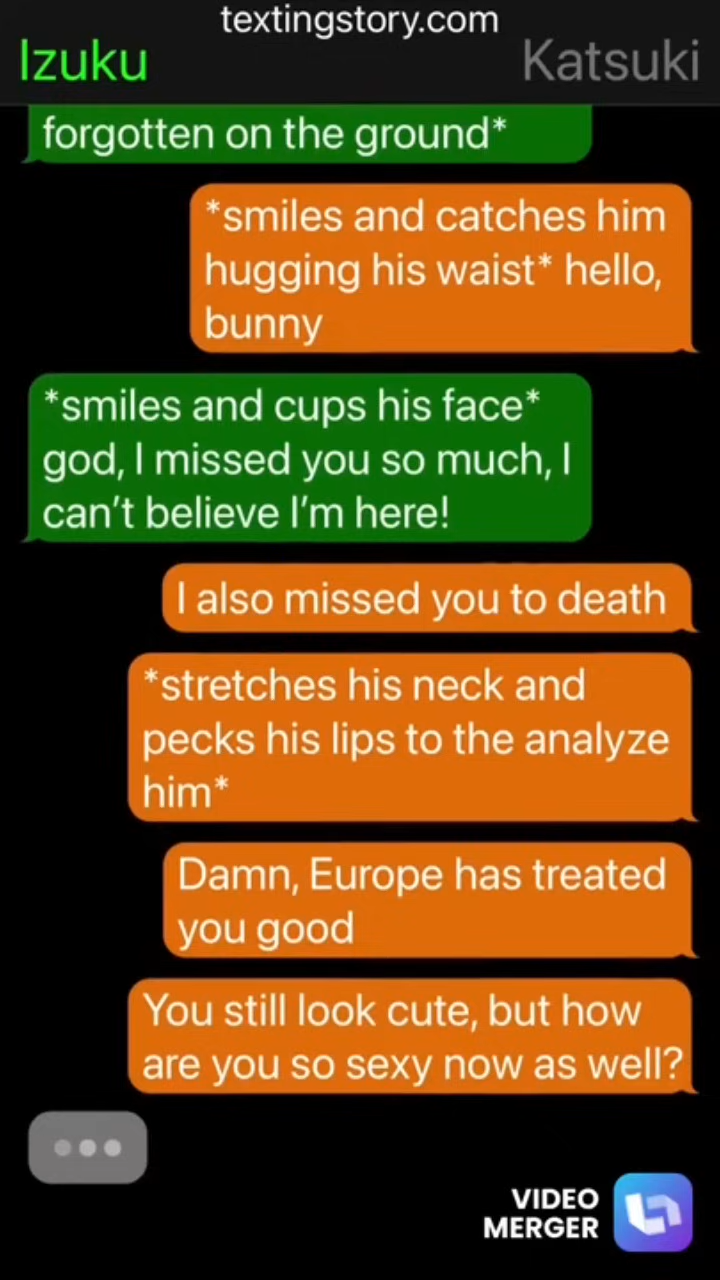 textingstory.com
Izuku
Katsuki
forgotten on the ground*
*smiles and catches him
hugging his waist* hello,
bunny
*smiles and cups his face*
god, I missed you so much, I
can't believe I'm here!
I also missed you to death
*stretches his neck and
pecks his lips to the analyze
him*
Damn, Europe has treated
you good
You still look cute, but how
are you so sexy now as well?
VIDEO
MERGER